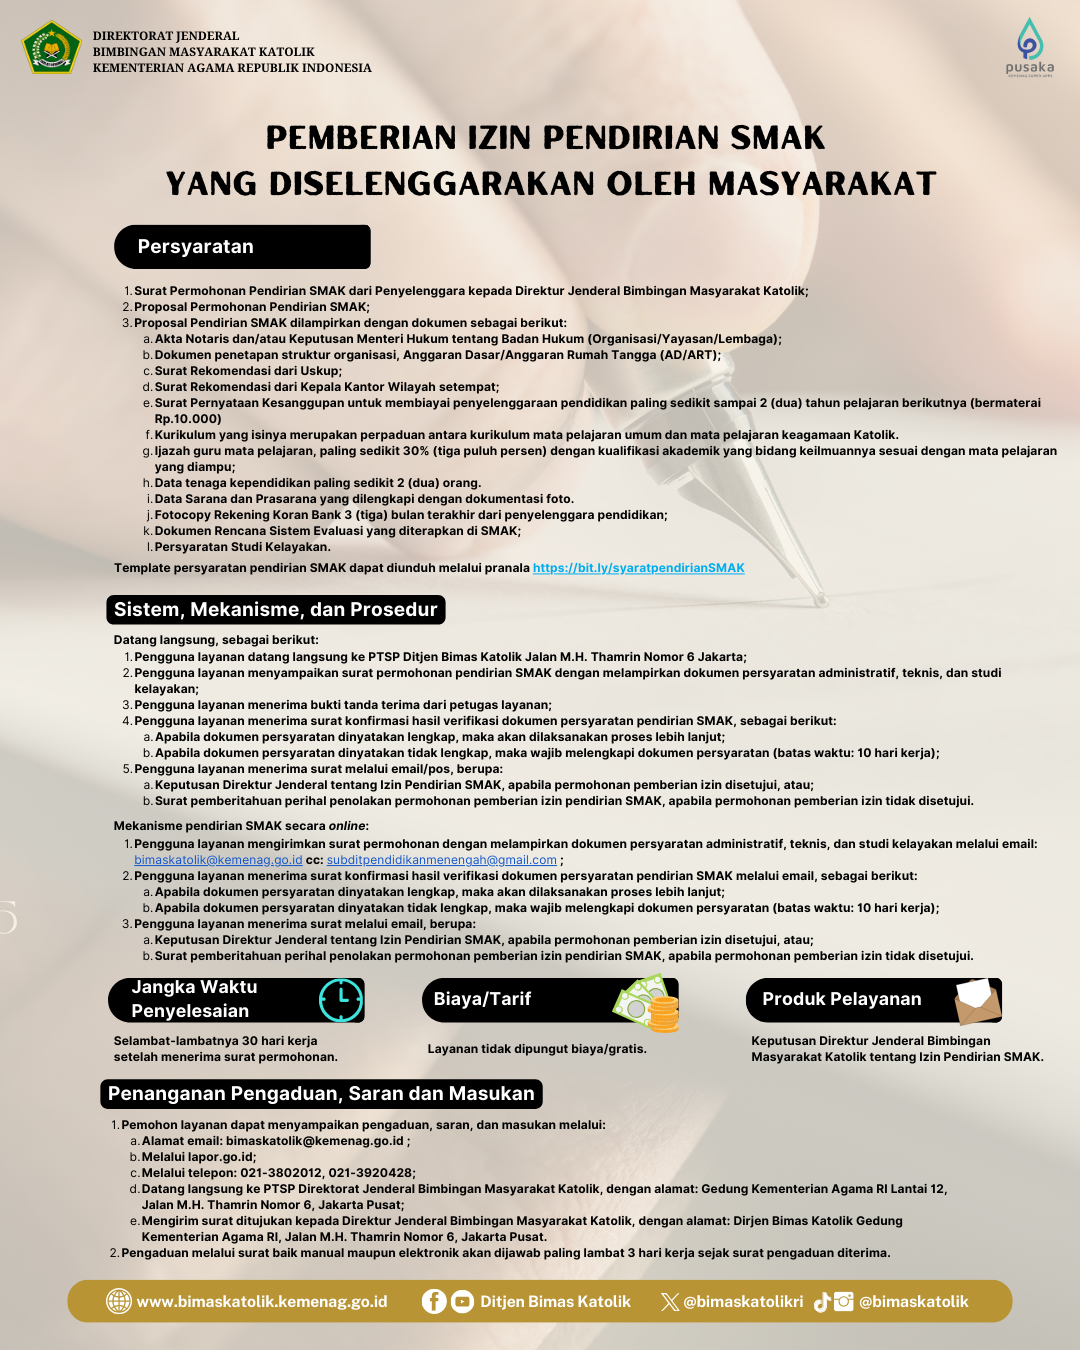 DIREKTORAT JENDERAL
BIMBINGAN MASYARAKAT KATOLIK
KEMENTERIAN AGAMA REPUBLIK INDONESIA
pusaka
PEMBERIAN IZIN PENDIRIAN SMAK
YANG DISELENGGARAKAN OLEH MASYARAKAT
Persyaratan
1. Surat Permohonan Pendirian SMAK dari Penyelenggara kepada Direktur Jenderal Bimbingan Masyarakat Katolik;
2. Proposal Permohonan Pendirian SMAK;
3. Proposal Pendirian SMAK dilampirkan dengan dokumen sebagai berikut:
a. Akta Notaris dan/atau Keputusan Menteri Hukum tentang Badan Hukum (Organisasi/Yayasan/Lembaga);
b. Dokumen penetapan struktur organisasi, Anggaran Dasar/Anggaran Rumah Tangga (AD/ART);
c. Surat Rekomendasi dari Uskup;
d. Surat Rekomendasi dari Kepala Kantor Wilayah setempat;
e. Surat Pernyataan Kesanggupan untuk membiayai penyelenggaraan pendidikan paling sedikit sampai 2 (dua) tahun pelajaran berikutnya (bermaterai
Rp.10.000)
f. Kurikulum yang isinya merupakan perpaduan antara kurikulum mata pelajaran umum dan mata pelajaran keagamaan Katolik.
g. Ijazah guru mata pelajaran, paling sedikit 30% (tiga puluh persen) dengan kualifikasi akademik yang bidang keilmuannya sesuai dengan mata pelajaran
yang diampu;
h. Data tenaga kependidikan paling sedikit 2 (dua) orang.
i. Data Sarana dan Prasarana yang dilengkapi dengan dokumentasi foto.
j. Fotocopy Rekening Koran Bank 3 (tiga) bulan terakhir dari penyelenggara pendidikan;
k. Dokumen Rencana Sistem Evaluasi yang diterapkan di SMAK;
l. Persyaratan Studi Kelayakan.
Template persyaratan pendirian SMAK dapat diunduh melalui pranala https://bit.ly/syaratpendirianSMAK
Sistem, Mekanisme, dan Prosedur
Datang langsung, sebagai berikut:
1. Pengguna layanan datang langsung ke PTSP Ditjen Bimas Katolik Jalan M.H. Thamrin Nomor 6 Jakarta;
2. Pengguna layanan menyampaikan surat permohonan pendirian SMAK dengan melampirkan dokumen persyaratan administratif, teknis, dan studi
kelayakan;
3. Pengguna layanan menerima bukti tanda terima dari petugas layanan;
4. Pengguna layanan menerima surat konfirmasi hasil verifikasi dokumen persyaratan pendirian SMAK, sebagai berikut:
a. Apabila dokumen persyaratan dinyatakan lengkap, maka akan dilaksanakan proses lebih lanjut;
b. Apabila dokumen persyaratan dinyatakan tidak lengkap, maka wajib melengkapi dokumen persyaratan (batas waktu: 10 hari kerja);
5. Pengguna layanan menerima surat melalui email/pos, berupa:
a. Keputusan Direktur Jenderal tentang Izin Pendirian SMAK, apabila permohonan pemberian izin disetujui, atau;
b. Surat pemberitahuan perihal penolakan permohonan pemberian izin pendirian SMAK, apabila permohonan pemberian izin tidak disetujui.
Mekanisme pendirian SMAK secara online:
1. Pengguna layanan mengirimkan surat permohonan dengan melampirkan dokumen persyaratan administratif, teknis, dan studi kelayakan melalui email:
bimaskatolik@kemenag.go.id cc: subditpendidikanmenengah@gmail.com ;
2. Pengguna layanan menerima surat konfirmasi hasil verifikasi dokumen persyaratan pendirian SMAK melalui email, sebagai berikut:
a. Apabila dokumen persyaratan dinyatakan lengkap, maka akan dilaksanakan proses lebih lanjut;
b. Apabila dokumen persyaratan dinyatakan tidak lengkap, maka wajib melengkapi dokumen persyaratan (batas waktu: 10 hari kerja);
3. Pengguna layanan menerima surat melalui email, berupa:
a. Keputusan Direktur Jenderal tentang Izin Pendirian SMAK, apabila permohonan pemberian izin disetujui, atau;
b. Surat pemberitahuan perihal penolakan permohonan pemberian izin pendirian SMAK, apabila permohonan pemberian izin tidak disetujui.
5
Jangka Waktu
Penyelesaian
Selambat-lambatnya 30 hari kerja
setelah menerima surat permohonan.
Biaya/Tarif
Layanan tidak dipungut biaya/gratis.
Produk Pelayanan
Keputusan Direktur Jenderal Bimbingan
Masyarakat Katolik tentang Izin Pendirian SMAK.
Penanganan Pengaduan, Saran dan Masukan
1. Pemohon layanan dapat menyampaikan pengaduan, saran, dan masukan melalui:
a. Alamat email: bimaskatolik@kemenag.go.id ;
b. Melalui lapor.go.id;
c. Melalui telepon: 021-3802012, 021-3920428;
d. Datang langsung ke PTSP Direktorat Jenderal Bimbingan Masyarakat Katolik, dengan alamat: Gedung Kementerian Agama RI Lantai 12,
Jalan M.H. Thamrin Nomor 6, Jakarta Pusat;
e. Mengirim surat ditujukan kepada Direktur Jenderal Bimbingan Masyarakat Katolik, dengan alamat: Dirjen Bimas Katolik Gedung
Kementerian Agama RI, Jalan M.H. Thamrin Nomor 6, Jakarta Pusat.
2. Pengaduan melalui surat baik manual maupun elektronik akan dijawab paling lambat 3 hari kerja sejak surat pengaduan diterima.
www.bimaskatolik.kemenag.go.id
Ditjen Bimas Katolik
@bimaskatolikri
@bimaskatolik